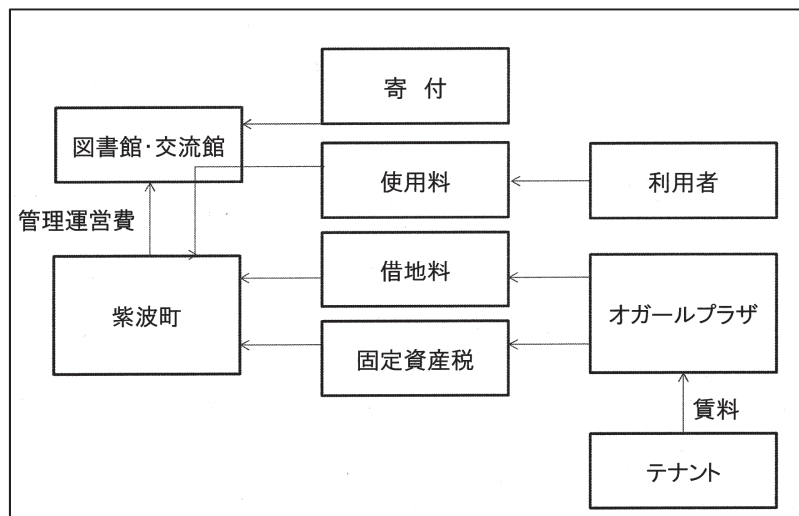 寄 付
図書館・交流館
使用料
利用者
管理運営費
借地料
紫波町
オガールプラザ
固定資産税
賃料
テナント